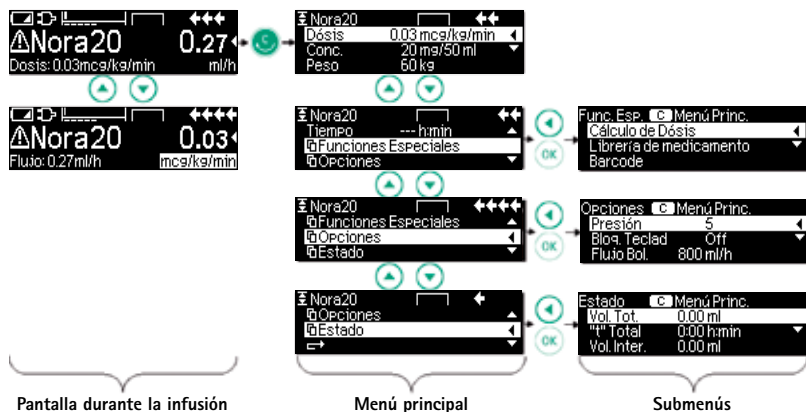 Nora20 0.27
Dosis: 0.03mcg/kg/min ml/h
Nora20 0.03
Flujo: 0.27ml/h mcg/kg/min
Nora20
Dósis 0.03 mcg/kg/min
Conc. 20 mg/50 ml
Peso 60 kg
Nora20
Tiempo --- h:min
Funciones Especiales
Opciones
OK
Func. Esp. C Menú Princ.
Cálculo de Dósis
Librería de medicamento
Barcode
Nora20
Funciones Especiales
Opciones
Estado
OK
Opciones C Menú Princ.
Presión 5
Bloq. Teclad Off
Flujo Bol. 800 ml/h
Nora20
Opciones
Estado
OK
Estado C Menú Princ.
Vol. Tot. 0.00 ml
"t" Total 0:00 h:min
Vol. Inter. 0.00 ml
Pantalla durante la infusión
Menú principal
Submenús